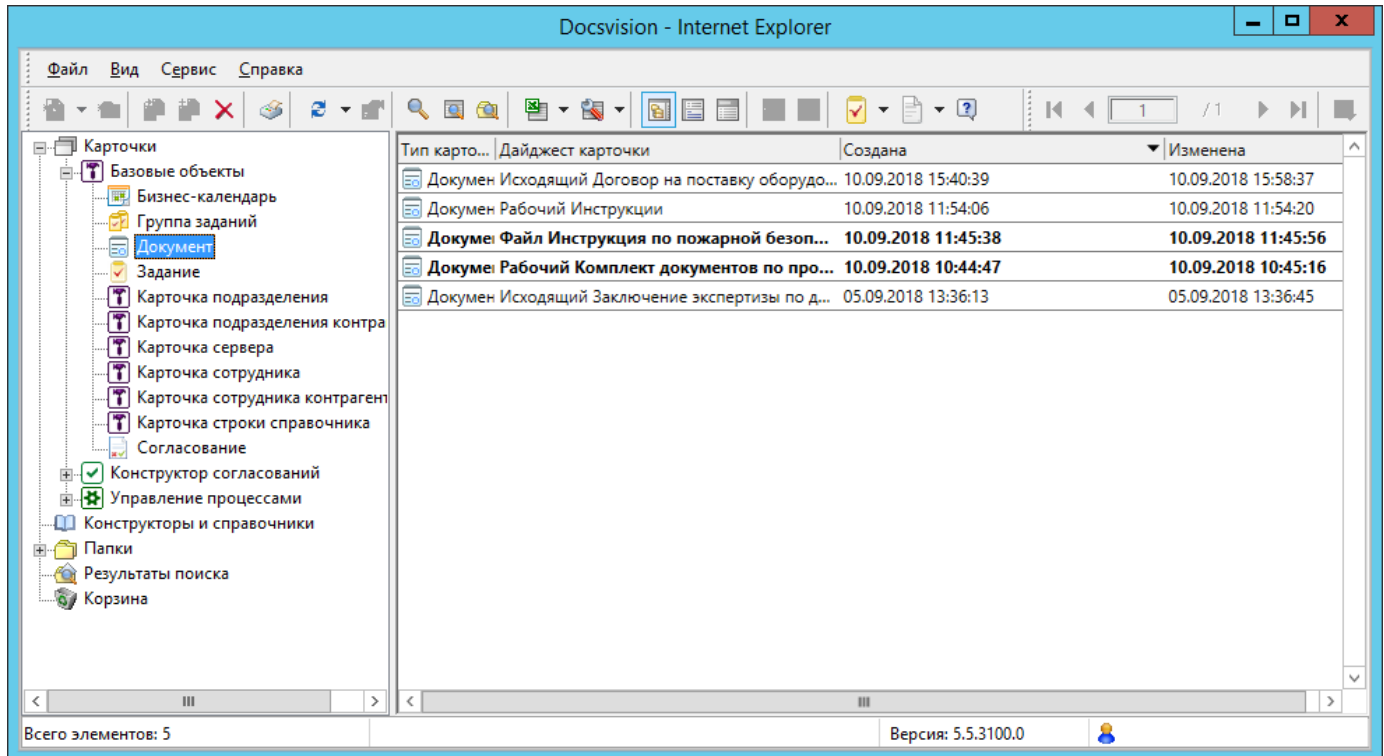 Docsvision - Internet Explorer
Файл Вид Сервис Справка
1 / 1
Карточки
Базовые объекты
Бизнес-календарь
Группа заданий
Документ
Задание
Карточка подразделения
Карточка подразделения контра
Карточка сервера
Карточка сотрудника
Карточка сотрудника контрагент
Карточка строки справочника
Согласование
Конструктор согласований
Управление процессами
Конструкторы и справочники
Папки
Результаты поиска
Корзина
Тип карто... Дайджест карточки Создана Изменена
Докумен Исходящий Договор на поставку оборудо... 10.09.2018 15:40:39 10.09.2018 15:58:37
Докумен Рабочий Инструкции 10.09.2018 11:54:06 10.09.2018 11:54:20
Докуме Файл Инструкция по пожарной безоп... 10.09.2018 11:45:38 10.09.2018 11:45:56
Докуме Рабочий Комплект документов по про... 10.09.2018 10:44:47 10.09.2018 10:45:16
Докумен Исходящий Заключение экспертизы по д... 05.09.2018 13:36:13 05.09.2018 13:36:45
Всего элементов: 5 Версия: 5.5.3100.0